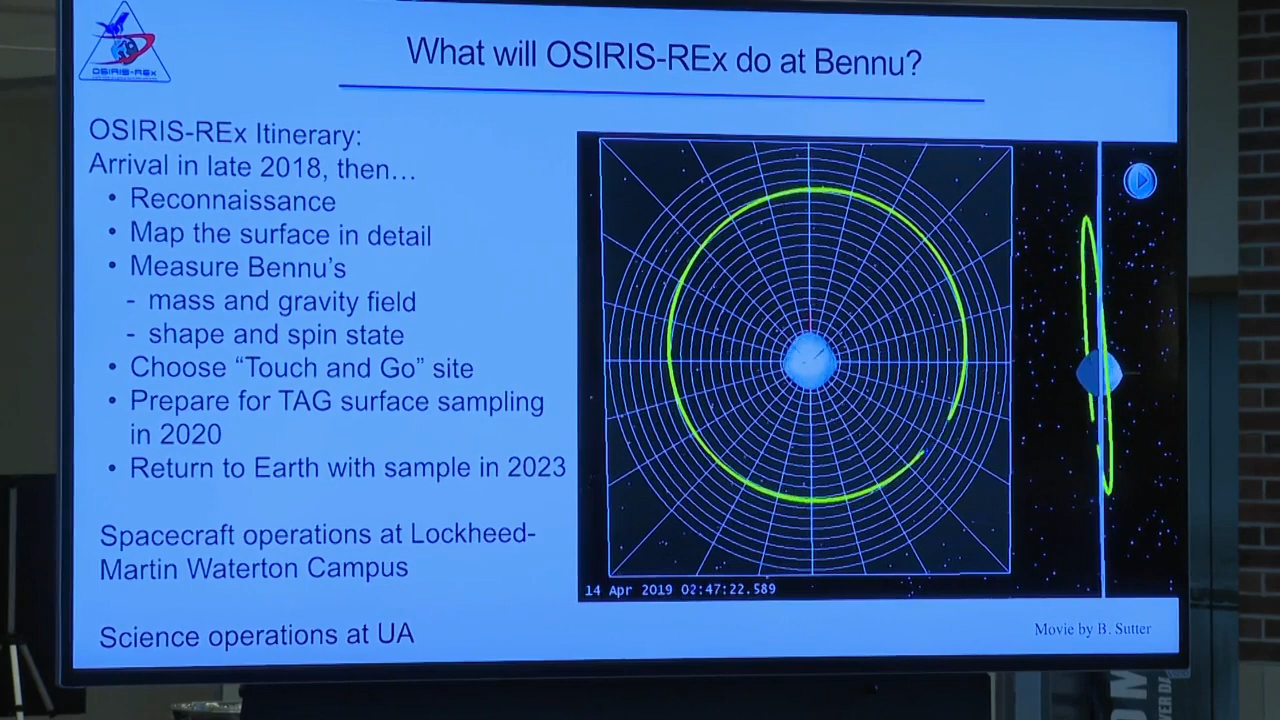 OSIRIS-REx
What will OSIRIS-REx do at Bennu?
OSIRIS-REx Itinerary:
Arrival in late 2018, then…
• Reconnaissance
• Map the surface in detail
• Measure Bennu’s
- mass and gravity field
- shape and spin state
• Choose “Touch and Go” site
• Prepare for TAG surface sampling
in 2020
• Return to Earth with sample in 2023
Spacecraft operations at Lockheed-
Martin Waterton Campus
Science operations at UA
14 Apr 2019 02:47:22.589
Movie by B. Sutter